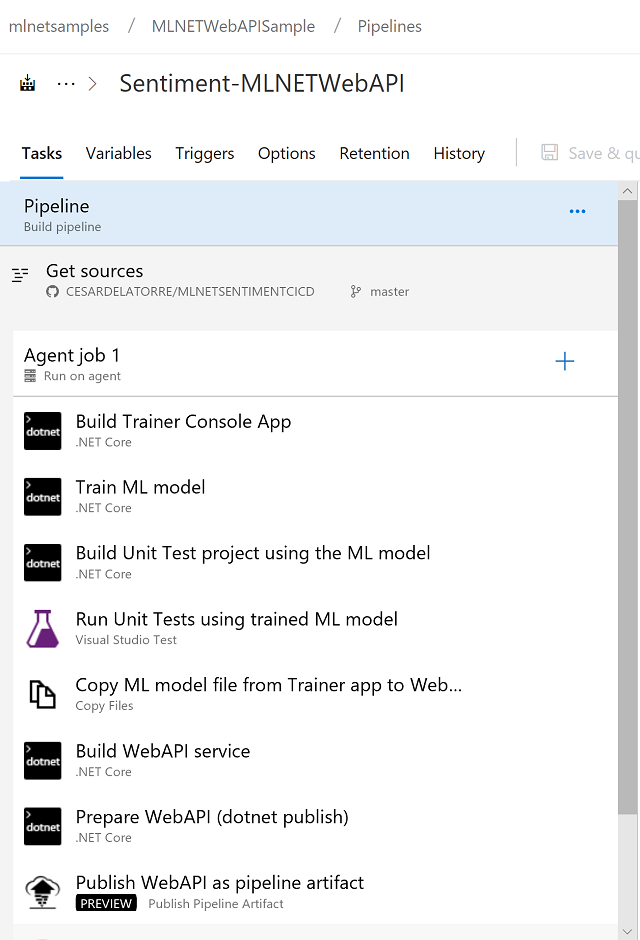 mlnetsamples / MLNETWebAPISample / Pipelines
... > Sentiment-MLNETWebAPI
Tasks Variables Triggers Options Retention History Save & qu
Pipeline ...
Build pipeline
Get sources
CESARDELATORRE/MLNETSENTIMENTCICD master
Agent job 1 +
Run on agent
dotnet Build Trainer Console App
.NET Core
dotnet Train ML model
.NET Core
dotnet Build Unit Test project using the ML model
.NET Core
Run Unit Tests using trained ML model
Visual Studio Test
Copy ML model file from Trainer app to Web...
Copy Files
dotnet Build WebAPI service
.NET Core
dotnet Prepare WebAPI (dotnet publish)
.NET Core
Publish WebAPI as pipeline artifact
PREVIEW Publish Pipeline Artifact